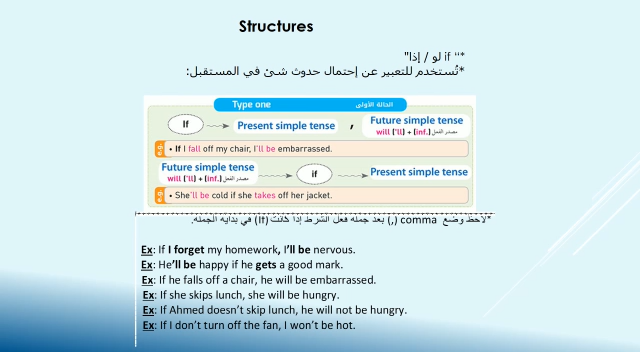 Structures
*“ if لو / إذا"
*تُستخدم للتعبير عن إحتمال حدوث شئ في المستقبل:
Type one الحالة الأولى
If Present simple tense , Future simple tense
will ('ll) + (inf.) مصدر الفعل
e.g. • If I fall off my chair, I'll be embarrassed.
Future simple tense if Present simple tense
will ('ll) + (inf.) مصدر الفعل
e.g. • She'll be cold if she takes off her jacket.
*لاحظ وضع comma (,) بعد جملة فعل الشرط إذا كانت (If) في بداية الجملة.
Ex: If I forget my homework, I'll be nervous.
Ex: He'll be happy if he gets a good mark.
Ex: If he falls off a chair, he will be embarrassed.
Ex: If she skips lunch, she will be hungry.
Ex: If Ahmed doesn't skip lunch, he will not be hungry.
Ex: If I don't turn off the fan, I won't be hot.